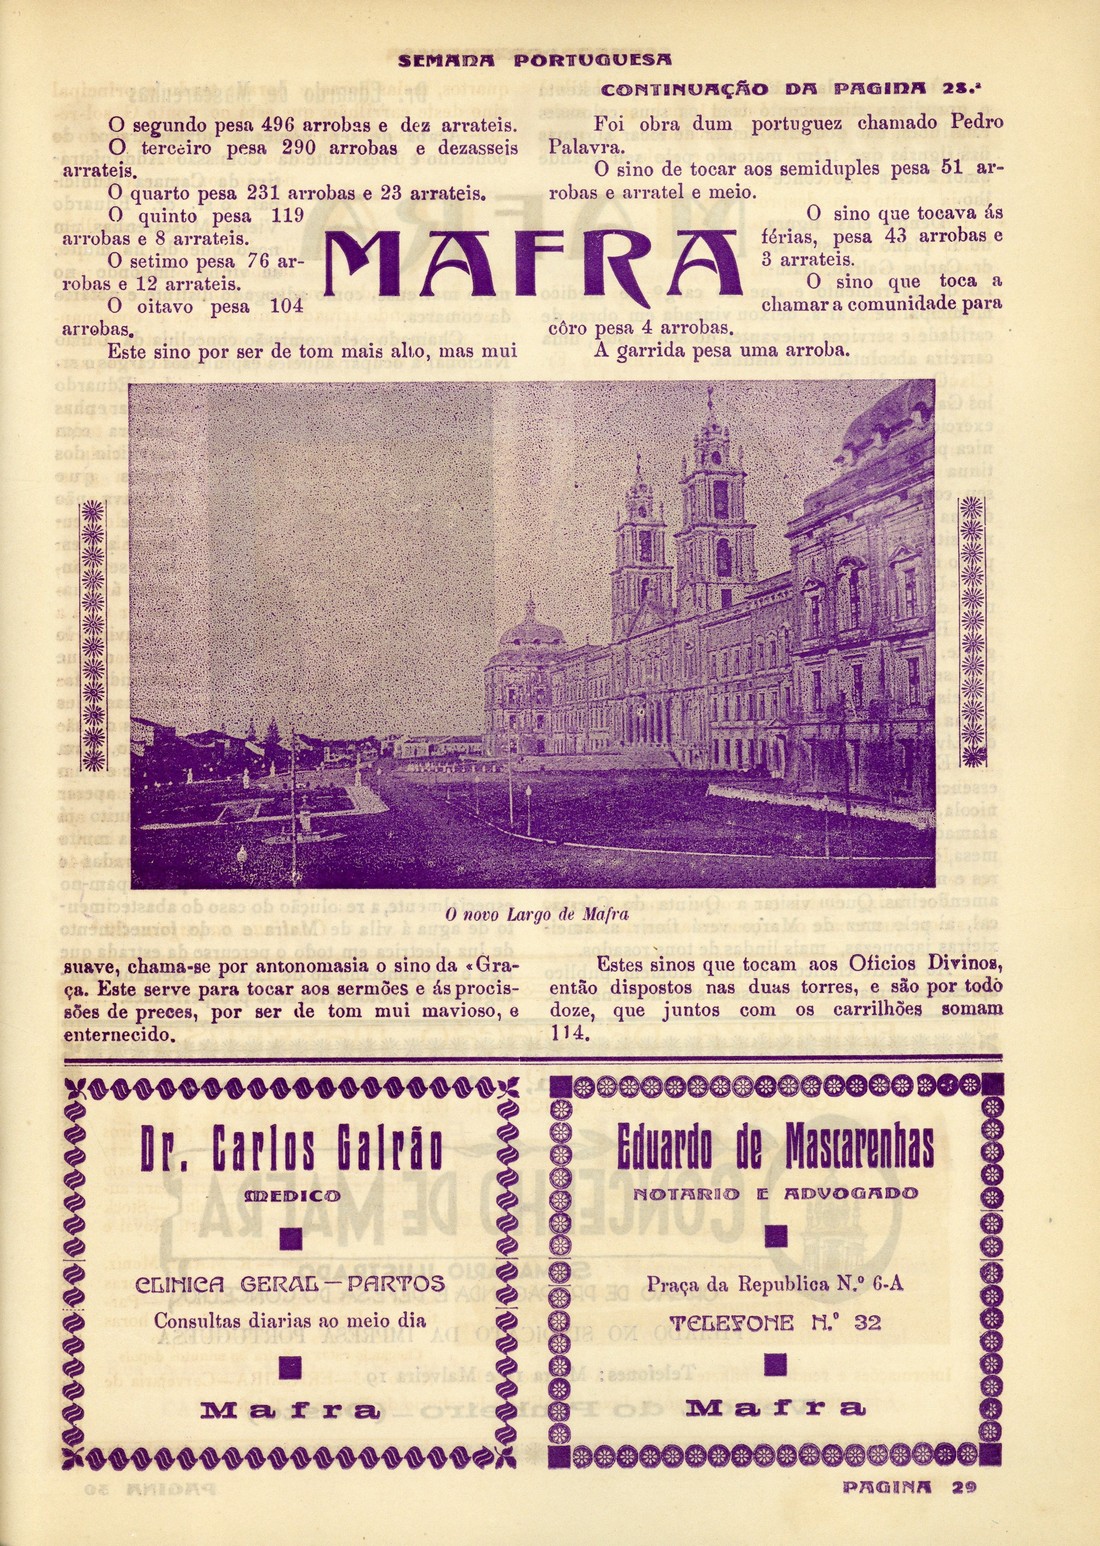 SEMANA PORTUGUESA
CONTINUAÇÃO DA PAGINA 28.ª
O segundo pesa 496 arrobas e dez arrateis.
O terceiro pesa 290 arrobas e dezasseis
arrateis.
O quarto pesa 231 arrobas e 23 arrateis.
O quinto pesa 119
arrobas e 8 arrateis.
O setimo pesa 76 ar-
robas e 12 arrateis.
O oitavo pesa 104
arrobas.
Este sino por ser de tom mais alto, mas mui
MAFRA
Foi obra dum portuguez chamado Pedro
Palavra.
O sino de tocar aos semiduples pesa 51 ar-
robas e arratel e meio.
O sino que tocava ás
férias, pesa 43 arrobas e
3 arrateis.
O sino que toca a
chamar a comunidade para
côro pesa 4 arrobas.
A garrida pesa uma arroba.
O novo Largo de Mafra
suave, chama-se por antonomasia o sino da «Gra-
ça. Este serve para tocar aos sermões e ás procis-
sões de preces, por ser de tom mui mavioso, e
enternecido.
Estes sinos que tocam aos Oficios Divinos,
então dispostos nas duas torres, e são por todo
doze, que juntos com os carrilhões somam
114.
Dr. Carlos Galrão
MEDICO
CLINICA GERAL—PARTOS
Consultas diarias ao meio dia
Mafra
Eduardo de Mascarenhas
NOTARIO E ADVOGADO
Praça da Republica N.º 6-A
TELEFONE N.º 32
Mafra
PAGINA 29